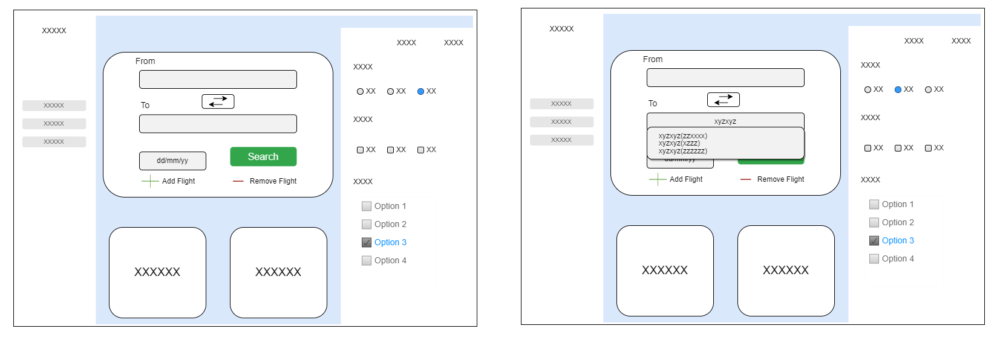 XXXXX
XXXXX
XXXXX
XXXXX
From
To
dd/mm/yy
Search
Add Flight
Remove Flight
XXXXXX
XXXXXX
XXXX
XXXX
XXXX
XX
XX
XX
XXXX
XX
XX
XX
XXXX
Option 1
Option 2
Option 3
Option 4
XXXXX
XXXXX
XXXXX
XXXXX
From
To
xyzxyz
xyzxyz(zzxxxx)
xyzxyz(xzzz)
xyzxyz(zzzzzz)
dd/mm/yy
Add Flight
Remove Flight
XXXXXX
XXXXXX
XXXX
XXXX
XXXX
XX
XX
XX
XXXX
XX
XX
XX
XXXX
Option 1
Option 2
Option 3
Option 4